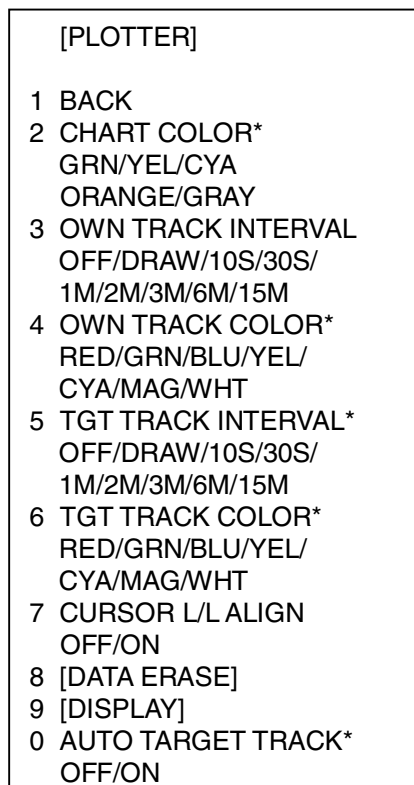 [PLOTTER]
1 BACK
2 CHART COLOR*
GRN/YEL/CYA
ORANGE/GRAY
3 OWN TRACK INTERVAL
OFF/DRAW/10S/30S/
1M/2M/3M/6M/15M
4 OWN TRACK COLOR*
RED/GRN/BLU/YEL/
CYA/MAG/WHT
5 TGT TRACK INTERVAL*
OFF/DRAW/10S/30S/
1M/2M/3M/6M/15M
6 TGT TRACK COLOR*
RED/GRN/BLU/YEL/
CYA/MAG/WHT
7 CURSOR L/L ALIGN
OFF/ON
8 [DATA ERASE]
9 [DISPLAY]
0 AUTO TARGET TRACK*
OFF/ON